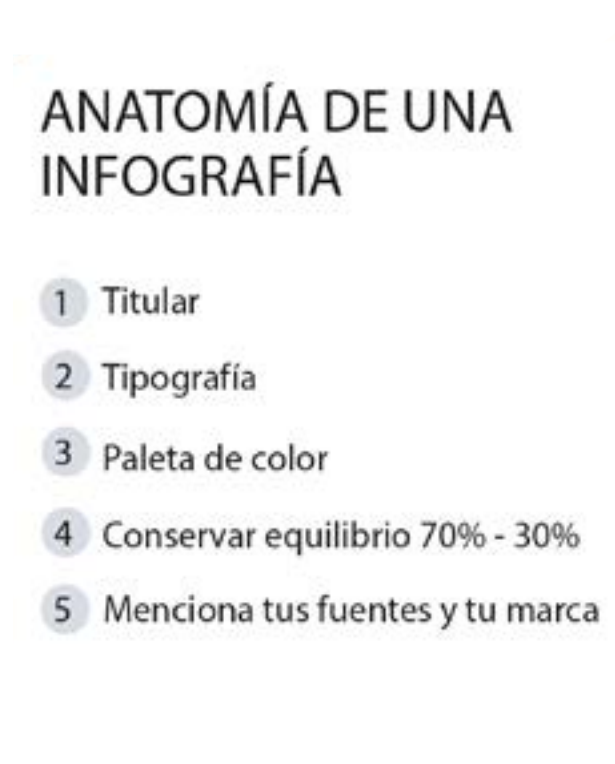 ANATOMÍA DE UNA
INFOGRAFÍA
1 Titular
2 Tipografía
3 Paleta de color
4 Conservar equilibrio 70% - 30%
5 Menciona tus fuentes y tu marca